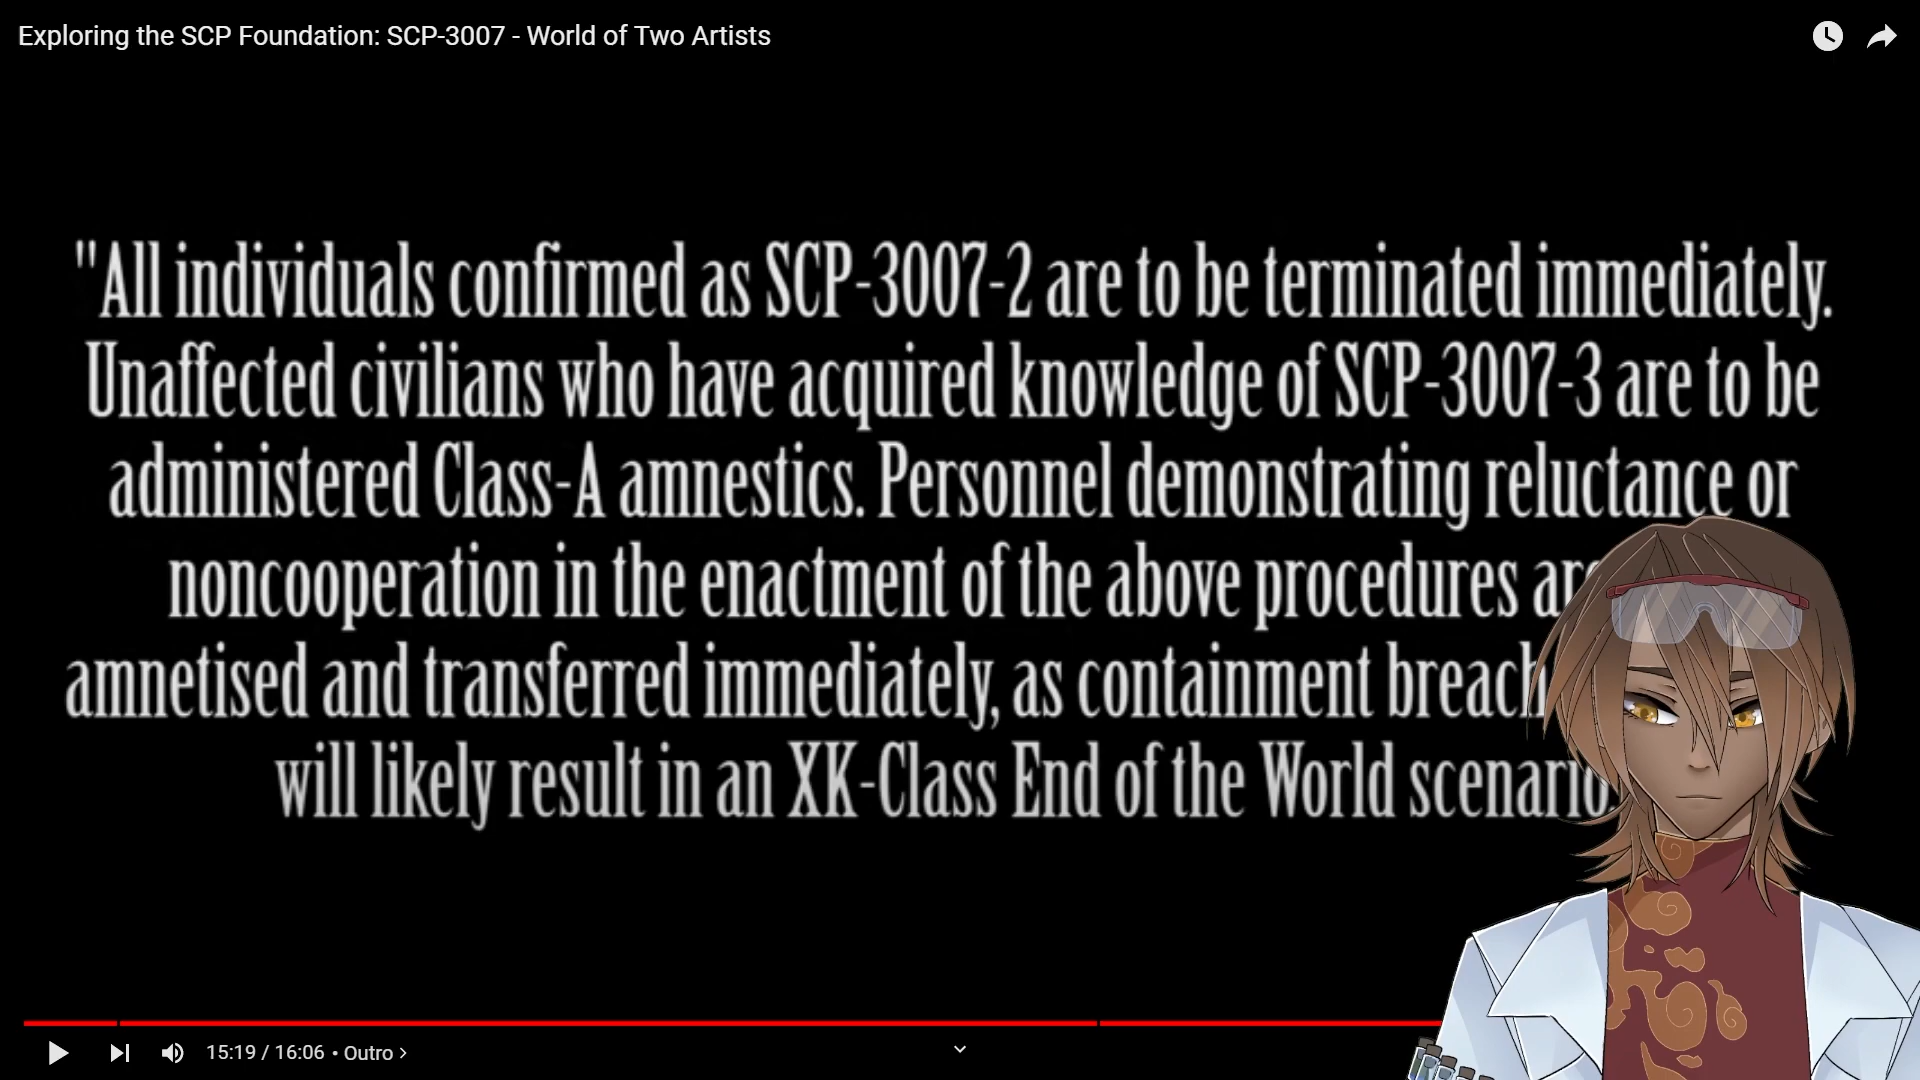 Exploring the SCP Foundation: SCP-3007 - World of Two Artists
"All individuals confirmed as SCP-3007-2 are to be terminated immediately.
Unaffected civilians who have acquired knowledge of SCP-3007-3 are to be
administered Class-A amnestics. Personnel demonstrating reluctance or
noncooperation in the enactment of the above procedures are
amnetised and transferred immediately, as containment breach
will likely result in an XK-Class End of the World scenario.
15:19 / 16:06 • Outro >